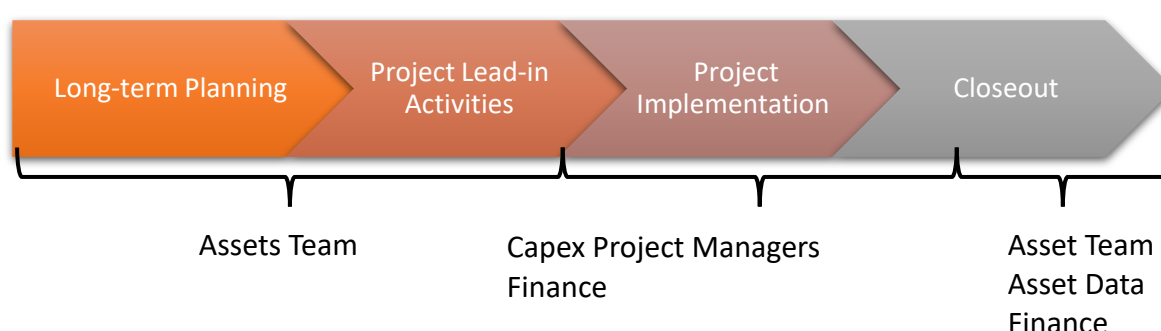 Long-term Planning
Project Lead-in
Activities
Project
Implementation
Closeout
Assets Team
Capex Project Managers
Finance
Asset Team
Asset Data
Finance